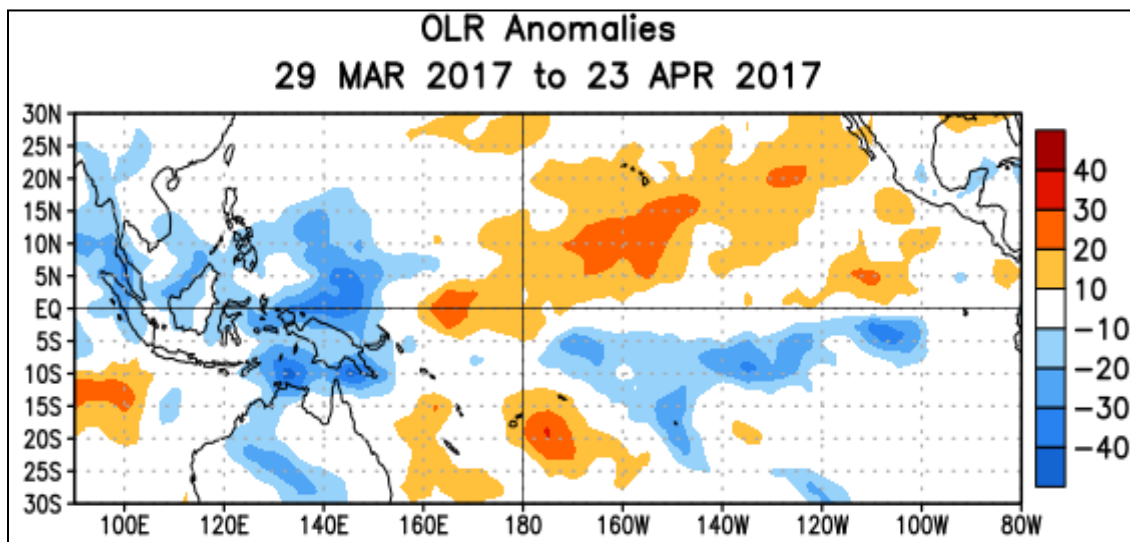 OLR Anomalies
29 MAR 2017 to 23 APR 2017
30N
25N
20N
15N
10N
5N
EQ
5S
10S
15S
20S
25S
30S
100E 120E 140E 160E 180 160W 140W 120W 100W 80W
40
30
20
10
-10
-20
-30
-40